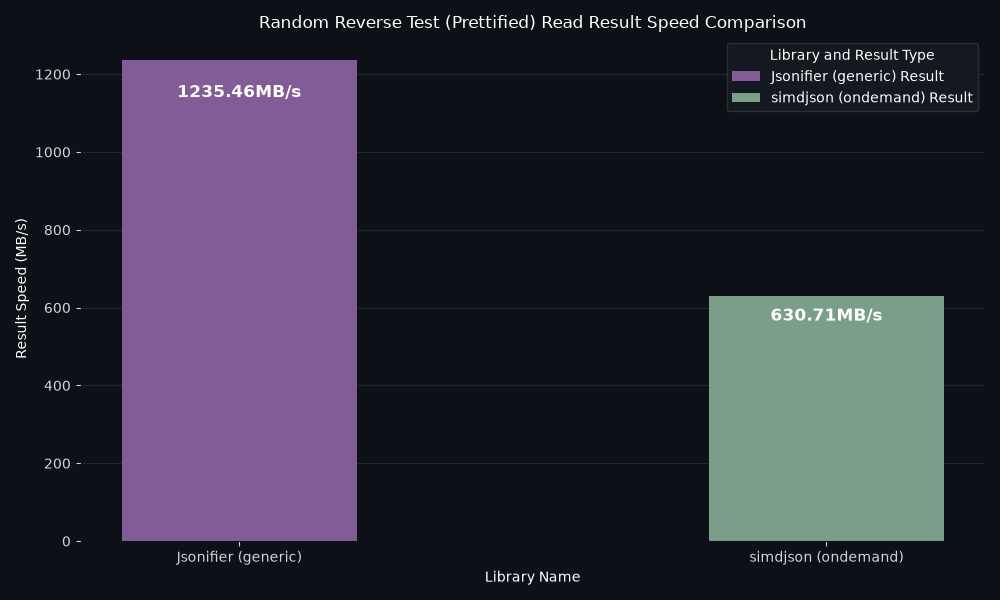 Random Reverse Test (Prettified) Read Result Speed Comparison
Library and Result Type
Jsonifier (generic) Result
simdjson (ondemand) Result
1235.46MB/s
630.71MB/s
Result Speed (MB/s)
1200
1000
800
600
400
200
0
Jsonifier (generic)
simdjson (ondemand)
Library Name